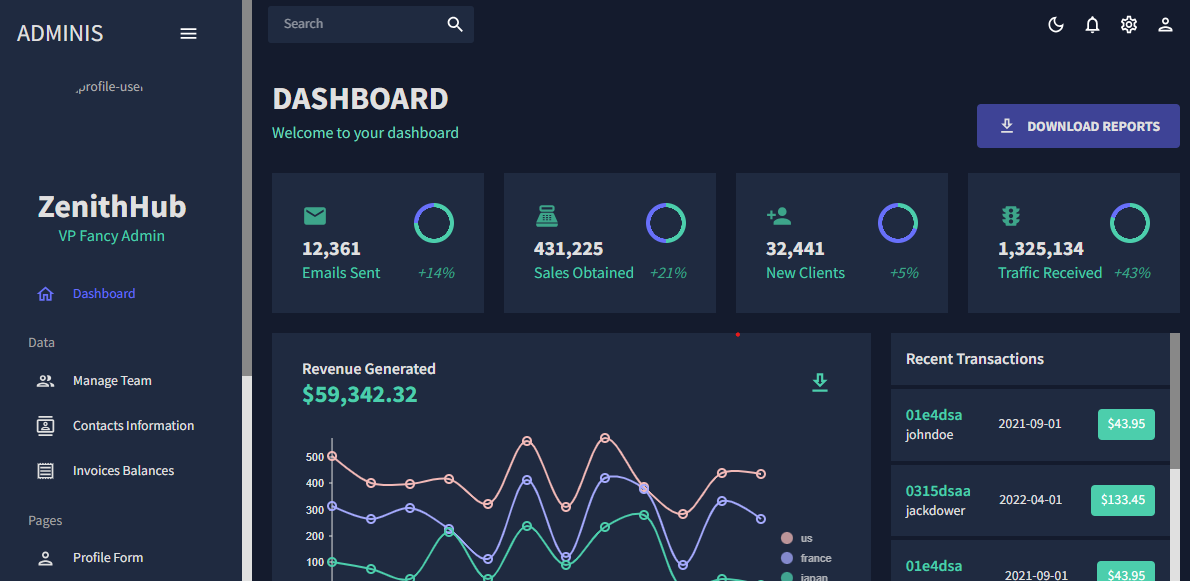 ADMINIS
Search
profile-user
ZenithHub
VP Fancy Admin
Dashboard
Data
Manage Team
Contacts Information
Invoices Balances
Pages
Profile Form
DASHBOARD
Welcome to your dashboard
DOWNLOAD REPORTS
12,361
Emails Sent +14%
431,225
Sales Obtained +21%
32,441
New Clients +5%
1,325,134
Traffic Received +43%
Revenue Generated
$59,342.32
500
400
300
200
100
us
france
japan
Recent Transactions
01e4dsa
johndoe
2021-09-01
$43.95
0315dsaa
jackdower
2022-04-01
$133.45
01e4dsa
2021-09-01
$43.95